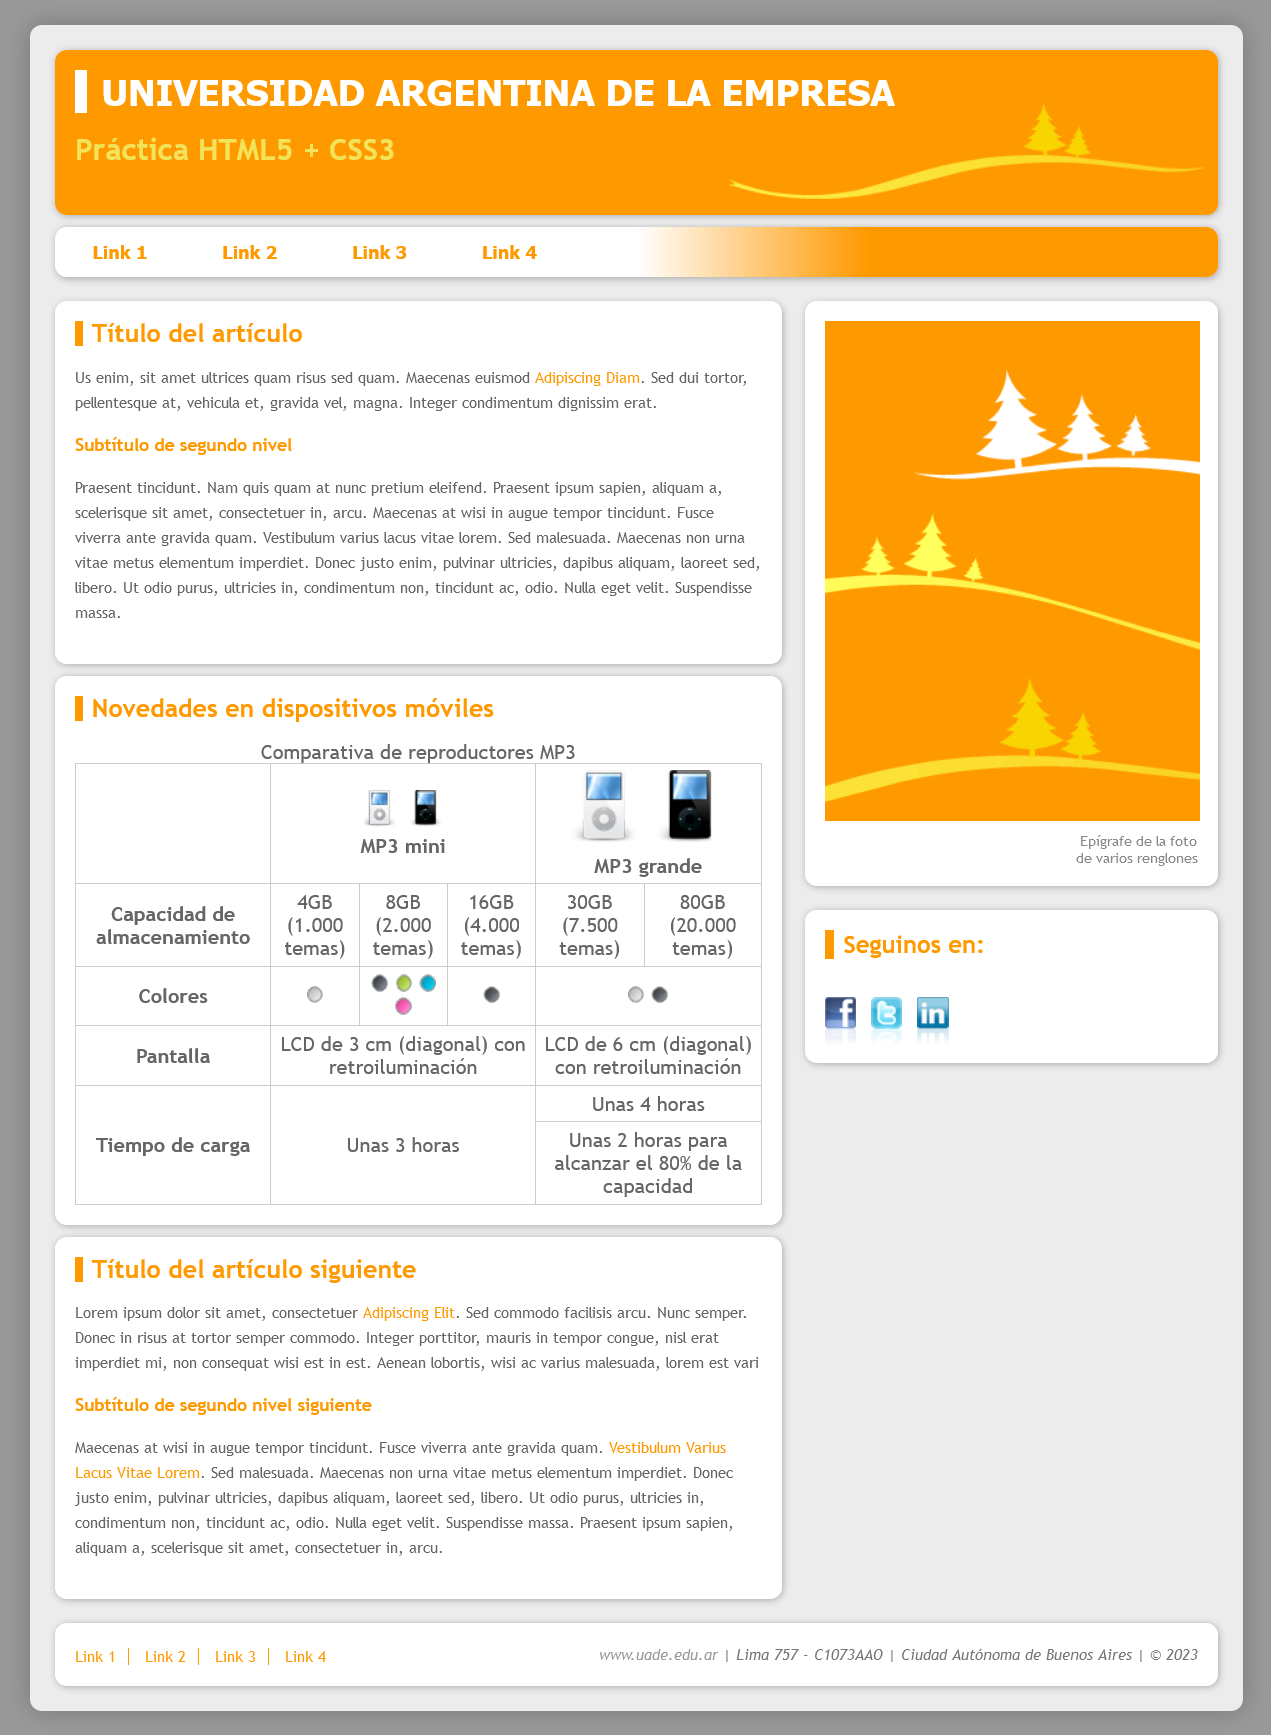 UNIVERSIDAD ARGENTINA DE LA EMPRESA
Práctica HTML5 + CSS3
Link 1
Link 2
Link 3
Link 4
Título del artículo
Us enim, sit amet ultrices quam risus sed quam. Maecenas euismod Adipiscing Diam. Sed dui tortor,
pellentesque at, vehicula et, gravida vel, magna. Integer condimentum dignissim erat.
Subtítulo de segundo nivel
Praesent tincidunt. Nam quis quam at nunc pretium eleifend. Praesent ipsum sapien, aliquam a,
scelerisque sit amet, consectetuer in, arcu. Maecenas at wisi in augue tempor tincidunt. Fusce
viverra ante gravida quam. Vestibulum varius lacus vitae lorem. Sed malesuada. Maecenas non urna
vitae metus elementum imperdiet. Donec justo enim, pulvinar ultricies, dapibus aliquam, laoreet sed,
libero. Ut odio purus, ultricies in, condimentum non, tincidunt ac, odio. Nulla eget velit. Suspendisse
massa.
Novedades en dispositivos móviles
Comparativa de reproductores MP3
MP3 mini
MP3 grande
Capacidad de
almacenamiento
4GB
(1.000
temas)
8GB
(2.000
temas)
16GB
(4.000
temas)
30GB
(7.500
temas)
80GB
(20.000
temas)
Colores
Pantalla
LCD de 3 cm (diagonal) con
retroiluminación
LCD de 6 cm (diagonal)
con retroiluminación
Tiempo de carga
Unas 3 horas
Unas 4 horas
Unas 2 horas para
alcanzar el 80% de la
capacidad
Título del artículo siguiente
Lorem ipsum dolor sit amet, consectetuer Adipiscing Elit. Sed commodo facilisis arcu. Nunc semper.
Donec in risus at tortor semper commodo. Integer porttitor, mauris in tempor congue, nisl erat
imperdiet mi, non consequat wisi est in est. Aenean lobortis, wisi ac varius malesuada, lorem est vari
Subtítulo de segundo nivel siguiente
Maecenas at wisi in augue tempor tincidunt. Fusce viverra ante gravida quam. Vestibulum Varius
Lacus Vitae Lorem. Sed malesuada. Maecenas non urna vitae metus elementum imperdiet. Donec
justo enim, pulvinar ultricies, dapibus aliquam, laoreet sed, libero. Ut odio purus, ultricies in,
condimentum non, tincidunt ac, odio. Nulla eget velit. Suspendisse massa. Praesent ipsum sapien,
aliquam a, scelerisque sit amet, consectetuer in, arcu.
Epígrafe de la foto
de varios renglones
Seguinos en:
f
t
in
Link 1
Link 2
Link 3
Link 4
www.uade.edu.ar | Lima 757 - C1073AAO | Ciudad Autónoma de Buenos Aires | © 2023